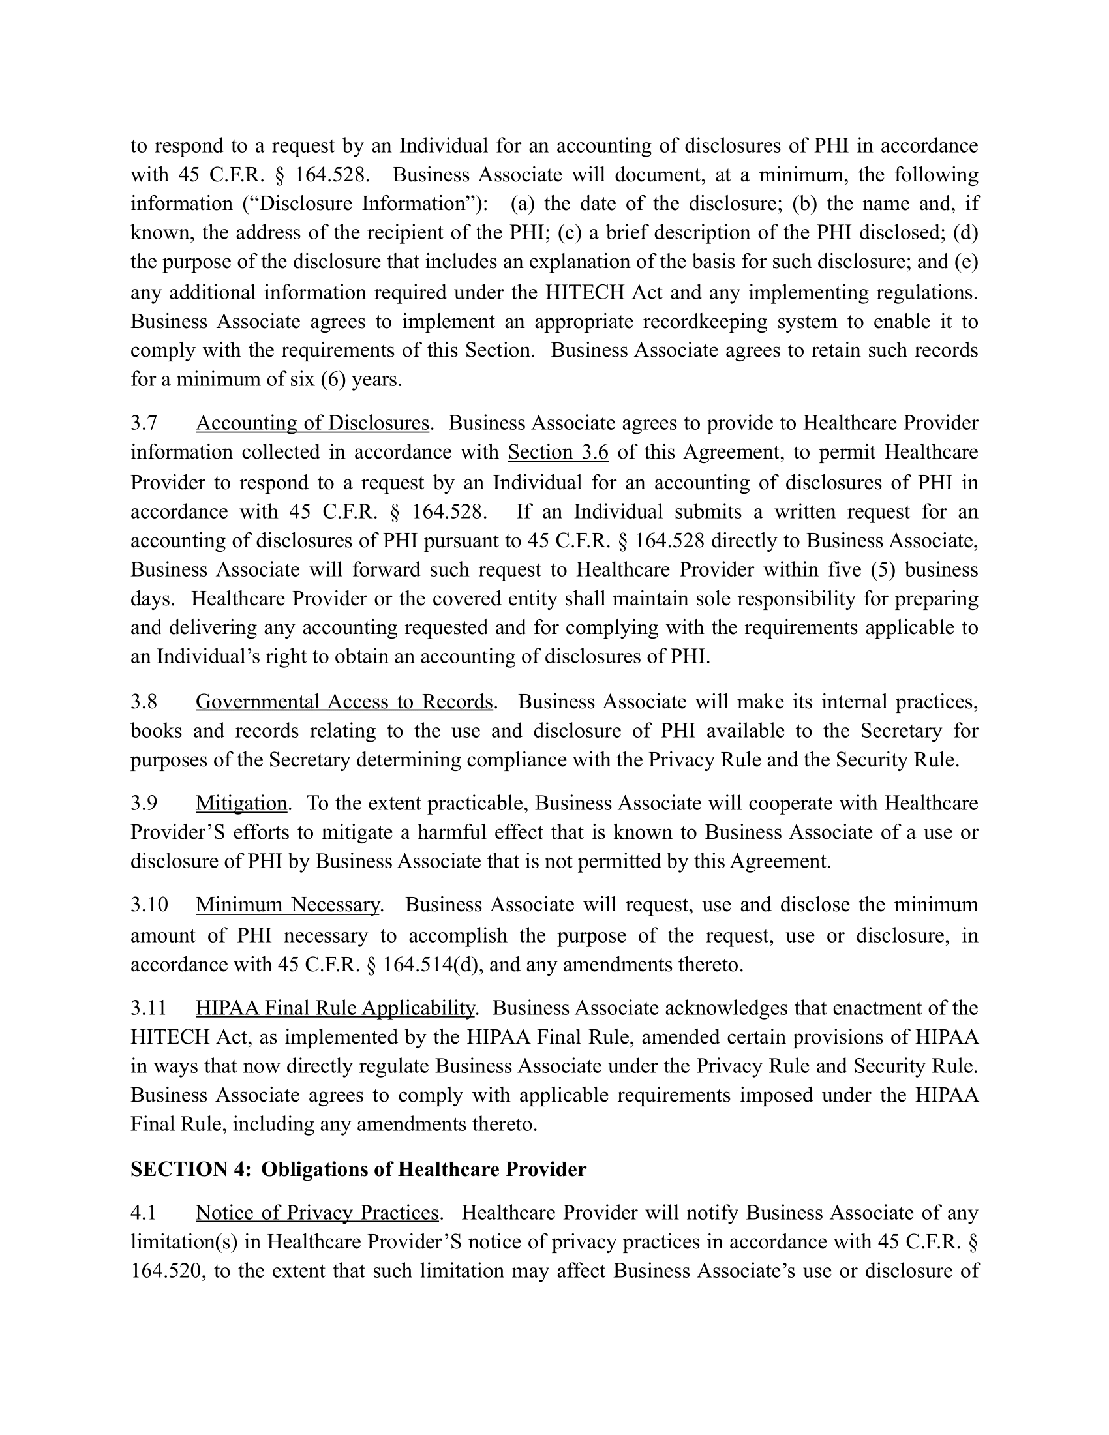 to respond to a request by an Individual for an accounting of disclosures of PHI in accordance
with 45 C.F.R. § 164.528.  Business Associate will document, at a minimum, the following
information (“Disclosure Information”):  (a) the date of the disclosure; (b) the name and, if
known, the address of the recipient of the PHI; (c) a brief description of the PHI disclosed; (d)
the purpose of the disclosure that includes an explanation of the basis for such disclosure; and (e)
any additional information required under the HITECH Act and any implementing regulations.
Business Associate agrees to implement an appropriate recordkeeping system to enable it to
comply with the requirements of this Section.  Business Associate agrees to retain such records
for a minimum of six (6) years.
3.7 Accounting of Disclosures.  Business Associate agrees to provide to Healthcare Provider
information collected in accordance with Section 3.6 of this Agreement, to permit Healthcare
Provider to respond to a request by an Individual for an accounting of disclosures of PHI in
accordance with 45 C.F.R. § 164.528.  If an Individual submits a written request for an
accounting of disclosures of PHI pursuant to 45 C.F.R. § 164.528 directly to Business Associate,
Business Associate will forward such request to Healthcare Provider within five (5) business
days.  Healthcare Provider or the covered entity shall maintain sole responsibility for preparing
and delivering any accounting requested and for complying with the requirements applicable to
an Individual’s right to obtain an accounting of disclosures of PHI.
3.8 Governmental Access to Records.  Business Associate will make its internal practices,
books and records relating to the use and disclosure of PHI available to the Secretary for
purposes of the Secretary determining compliance with the Privacy Rule and the Security Rule.
3.9 Mitigation.  To the extent practicable, Business Associate will cooperate with Healthcare
Provider’S efforts to mitigate a harmful effect that is known to Business Associate of a use or
disclosure of PHI by Business Associate that is not permitted by this Agreement.
3.10 Minimum Necessary.  Business Associate will request, use and disclose the minimum
amount of PHI necessary to accomplish the purpose of the request, use or disclosure, in
accordance with 45 C.F.R. § 164.514(d), and any amendments thereto.
3.11 HIPAA Final Rule Applicability.  Business Associate acknowledges that enactment of the
HITECH Act, as implemented by the HIPAA Final Rule, amended certain provisions of HIPAA
in ways that now directly regulate Business Associate under the Privacy Rule and Security Rule.
Business Associate agrees to comply with applicable requirements imposed under the HIPAA
Final Rule, including any amendments thereto.
SECTION 4:  Obligations of Healthcare Provider
4.1 Notice of Privacy Practices.  Healthcare Provider will notify Business Associate of any
limitation(s) in Healthcare Provider’S notice of privacy practices in accordance with 45 C.F.R. §
164.520, to the extent that such limitation may affect Business Associate’s use or disclosure of